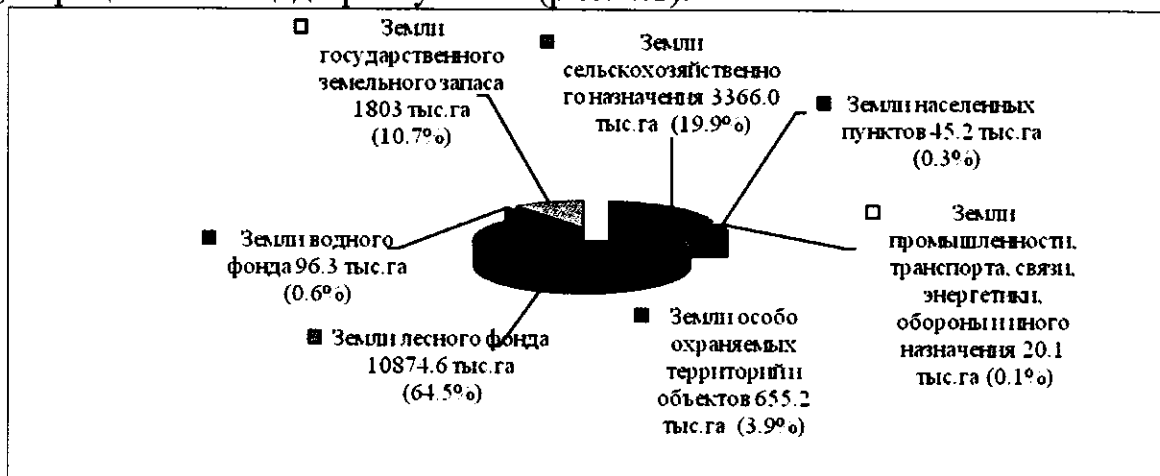 Земли
государственного
земельного запаса
1803 тыс.га
(10.7%)
Земли
сельскохозяйственно
го назначения 3366.0
тыс.га (19.9%)
Земли населенных
пунктов 45.2 тыс.га
(0.3%)
Земли
промышленности,
транспорта, связи,
энергетики,
обороны и иного
назначения 20.1
тыс.га (0.1%)
Земли особо
охраняемых
территорий и
объектов 655.2
тыс.га (3.9%)
Земли лесного фонда
10874.6 тыс.га
(64.5%)
Земли водного
фонда 96.3 тыс.га
(0.6%)